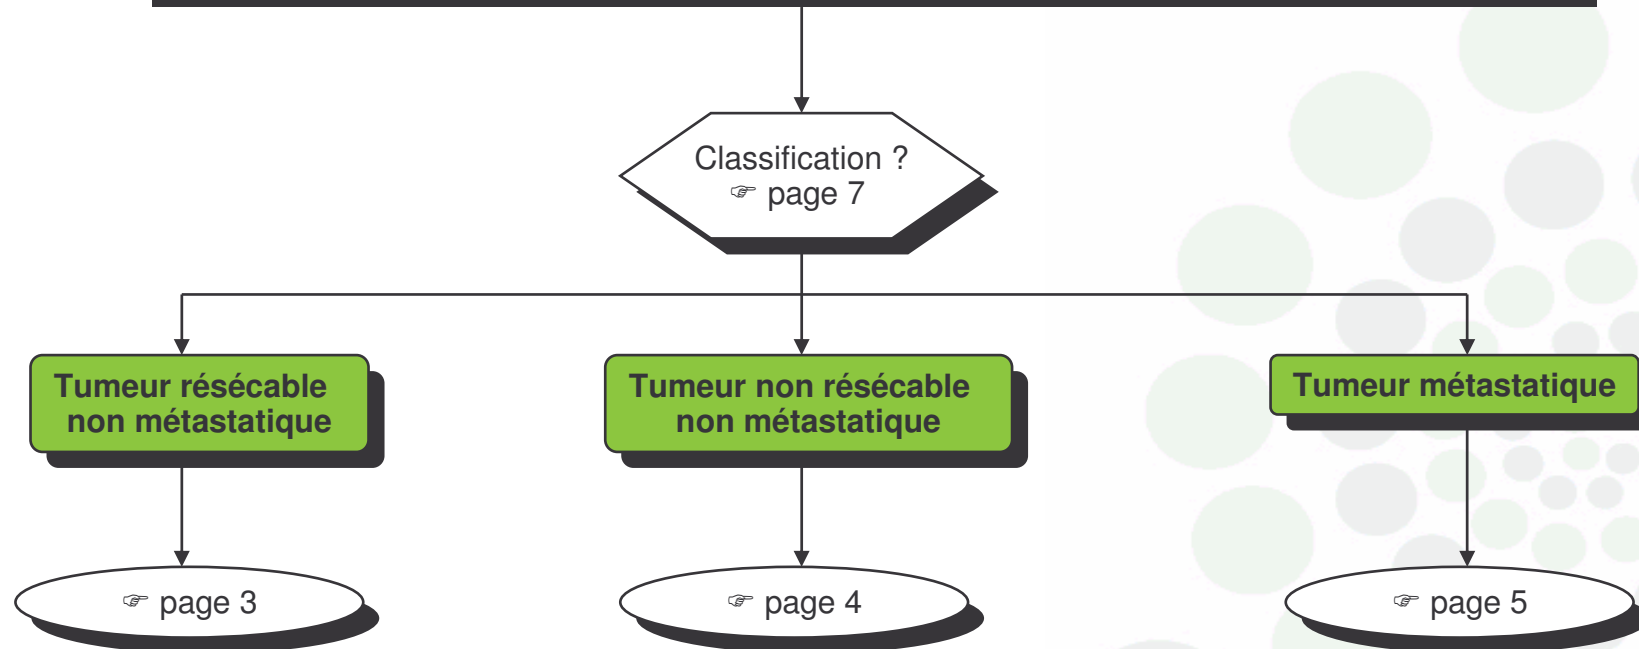 Classification ?
☞ page 7
Tumeur résécable
non métastatique
Tumeur non résécable
non métastatique
Tumeur métastatique
☞ page 3
☞ page 4
☞ page 5